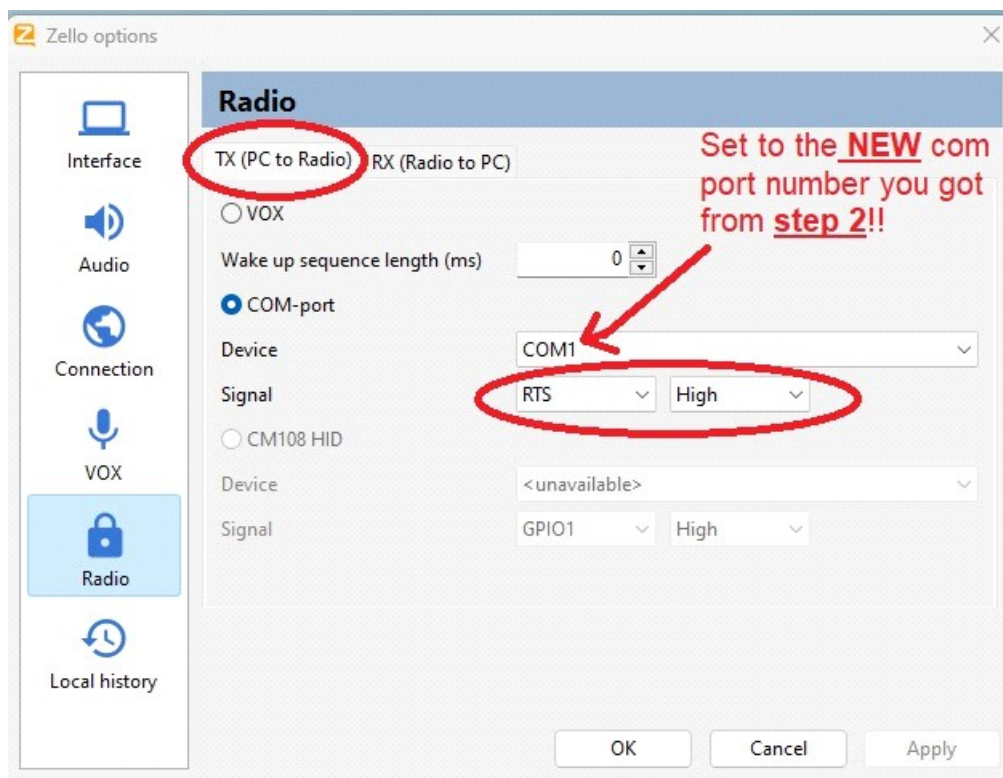 Zello options
Interface
Audio
Connection
VOX
Radio
Local history
Radio
TX (PC to Radio)
RX (Radio to PC)
Set to the NEW com
port number you got
from step 2!!
VOX
Wake up sequence length (ms)
0
COM-port
Device
COM1
Signal
RTS
High
CM108 HID
Device
<unavailable>
Signal
GPIO1
High
OK
Cancel
Apply